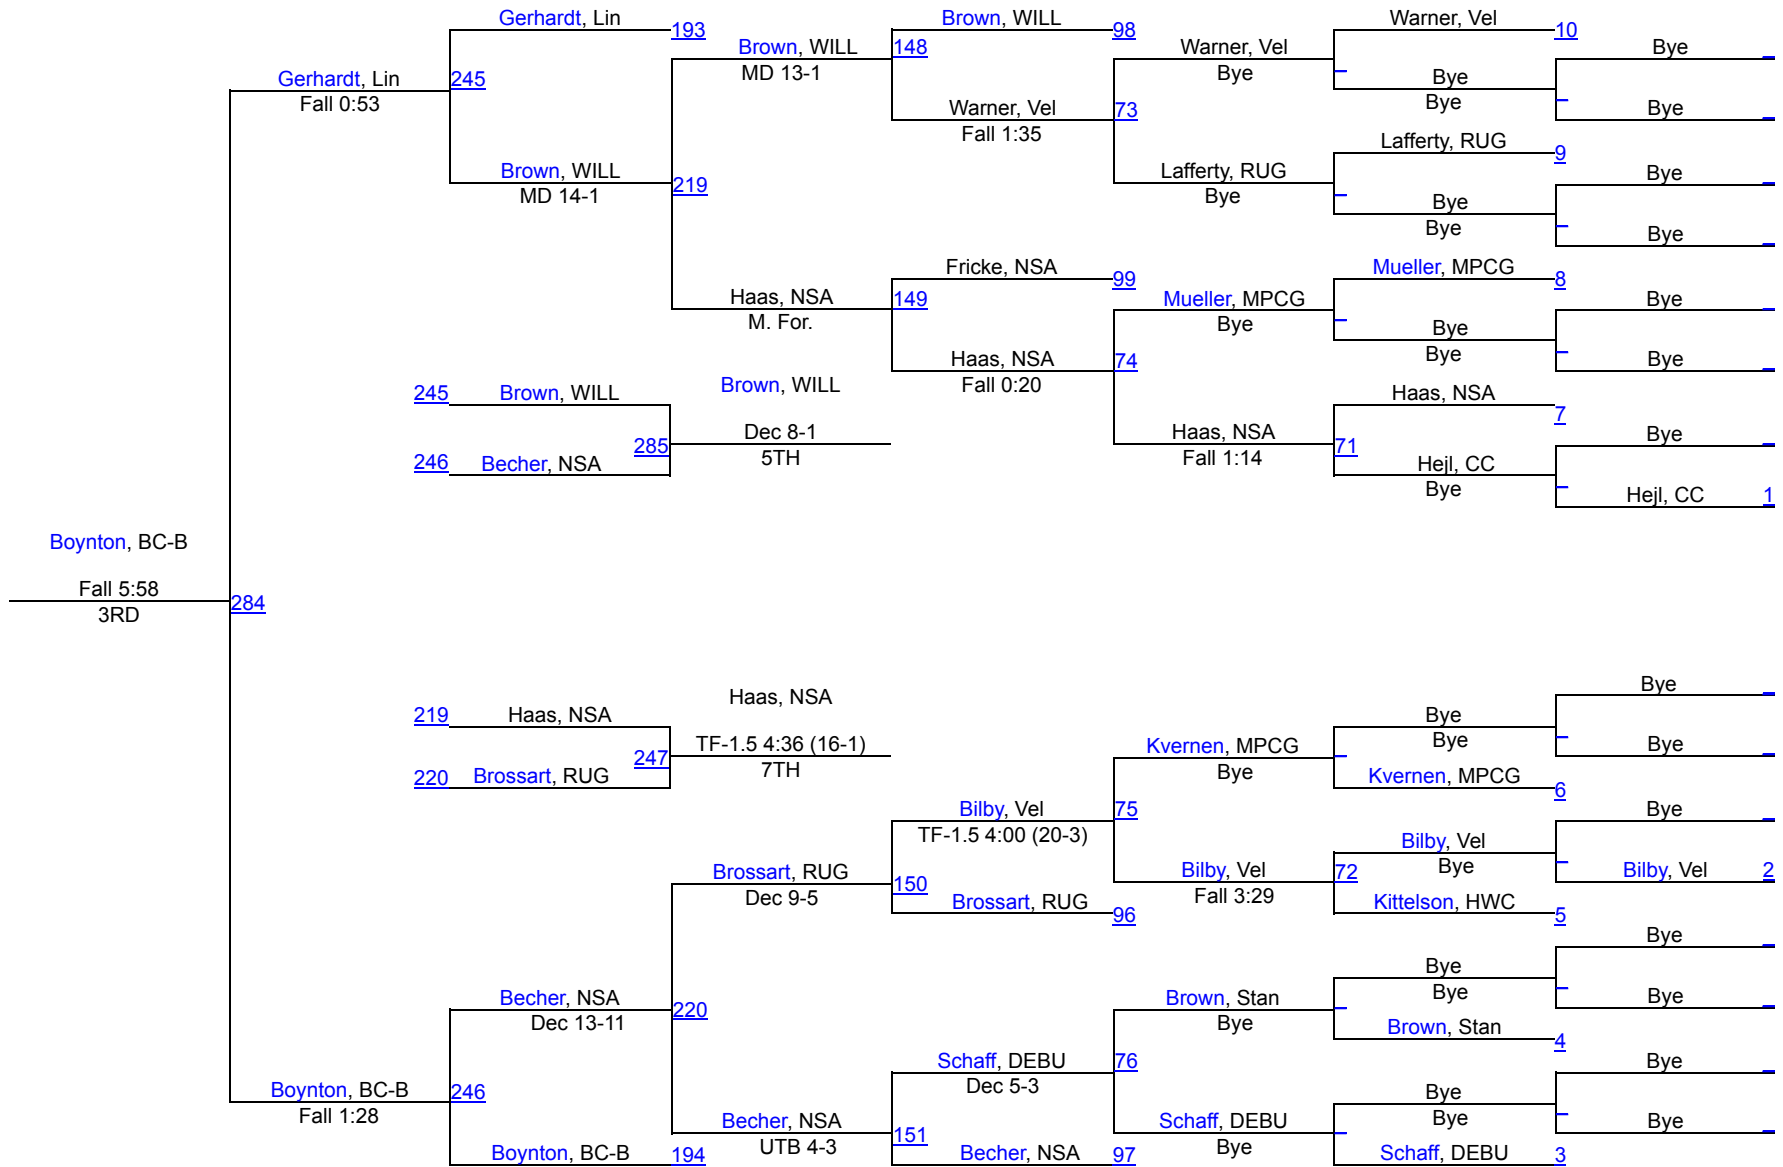 Gerhardt, Lin
193
Brown, WILL
98
Warner, Vel
10
Brown, WILL
148
MD 13-1
Warner, Vel
Bye
Bye
Gerhardt, Lin
245
Fall 0:53
Bye
Bye
Warner, Vel
73
Fall 1:35
Bye
Lafferty, RUG
9
Brown, WILL
219
MD 14-1
Lafferty, RUG
Bye
Bye
Bye
Bye
Bye
Fricke, NSA
99
Mueller, MPCG
8
Haas, NSA
149
M. For.
Mueller, MPCG
Bye
Bye
Bye
Bye
Haas, NSA
74
Fall 0:20
Bye
245
Brown, WILL
Brown, WILL
Haas, NSA
7
285
Dec 8-1
5TH
Haas, NSA
71
Fall 1:14
Bye
246
Becher, NSA
Hejl, CC
Bye
Hejl, CC
1
Boynton, BC-B
Fall 5:58
284
3RD
Bye
Haas, NSA
219
Haas, NSA
Bye
Bye
247
TF-1.5 4:36 (16-1)
7TH
Kvernen, MPCG
Bye
Bye
220
Brossart, RUG
Kvernen, MPCG
6
Bilby, Vel
75
TF-1.5 4:00 (20-3)
Bye
Bilby, Vel
Bye
Brossart, RUG
150
Dec 9-5
Bilby, Vel
72
Fall 3:29
Bilby, Vel
2
Brossart, RUG
96
Kittelson, HWC
5
Bye
Bye
Bye
Becher, NSA
220
Dec 13-11
Brown, Stan
Bye
Bye
Brown, Stan
4
Schaff, DEBU
76
Dec 5-3
Bye
Boynton, BC-B
246
Fall 1:28
Bye
Bye
Becher, NSA
151
UTB 4-3
Schaff, DEBU
Bye
Bye
Boynton, BC-B
194
Becher, NSA
97
Schaff, DEBU
3